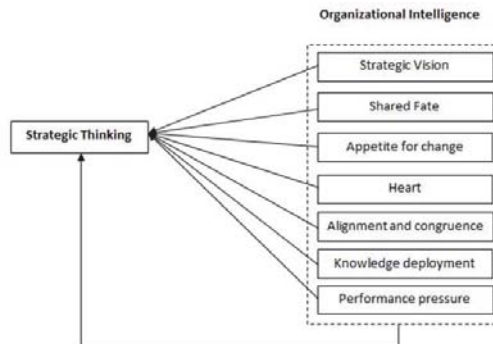 Organizational Intelligence
Strategic Vision
Shared Fate
Strategic Thinking
Appetite for change
Heart
Alignment and congruence
Knowledge deployment
Performance pressure